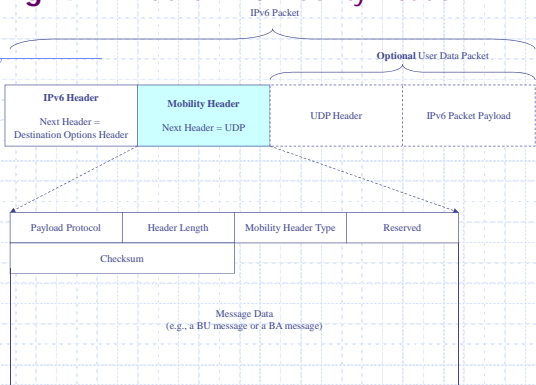 IPv6 Packet
Optional User Data Packet
IPv6 Header
Next Header =
Destination Options Header
Mobility Header
Next Header = UDP
UDP Header
IPv6 Packet Payload
Payload Protocol
Header Length
Mobility Header Type
Reserved
Checksum
Message Data
(e.g., a BU message or a BA message)